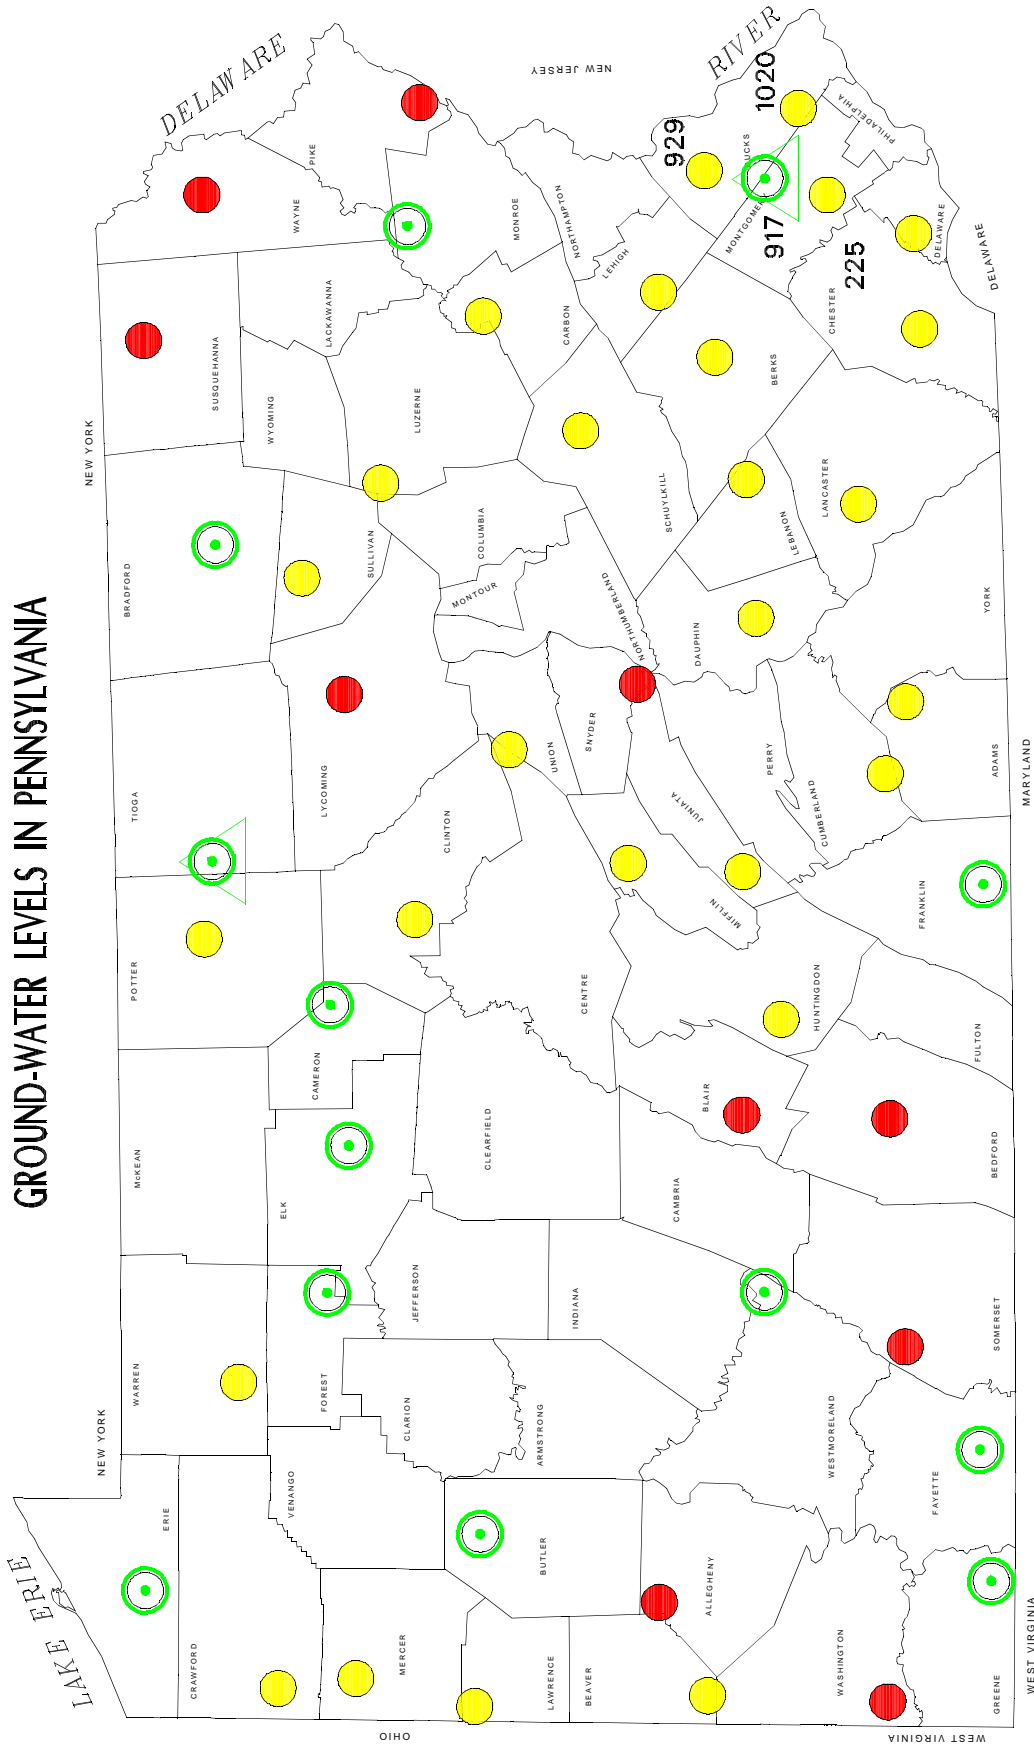 GROUND-WATER LEVELS IN PENNSYLVANIA
LAKE ERIE
NEW YORK
NEW YORK
DELAWARE
RIVER
NEW JERSEY
OHIO
WEST VIRGINIA
WEST VIRGINIA
MARYLAND
DELAWARE
ERIE
CRAWFORD
WARREN
McKEAN
POTTER
TIOGA
BRADFORD
SUSQUEHANNA
WAYNE
PIKE
WYOMING
LACKAWANNA
MERCER
VENANGO
FOREST
ELK
CAMERON
CLINTON
LYCOMING
SULLIVAN
LUZERNE
MONROE
COLUMBIA
MONTOUR
LAWRENCE
BUTLER
CLARION
JEFFERSON
CLEARFIELD
CENTRE
UNION
SNYDER
NORTHUMBERLAND
SCHUYLKILL
CARBON
NORTHAMPTON
LEHIGH
BEAVER
ALLEGHENY
ARMSTRONG
INDIANA
CAMBRIA
BLAIR
HUNTINGDON
MIFFLIN
JUNIATA
PERRY
DAUPHIN
LEBANON
BERKS
MONTGOME
UCKS
PHILADELPHIA
WASHINGTON
WESTMORELAND
GREENE
FAYETTE
SOMERSET
BEDFORD
FULTON
FRANKLIN
CUMBERLAND
ADAMS
YORK
LANCASTER
CHESTER
DELAWARE
929
1020
917
225